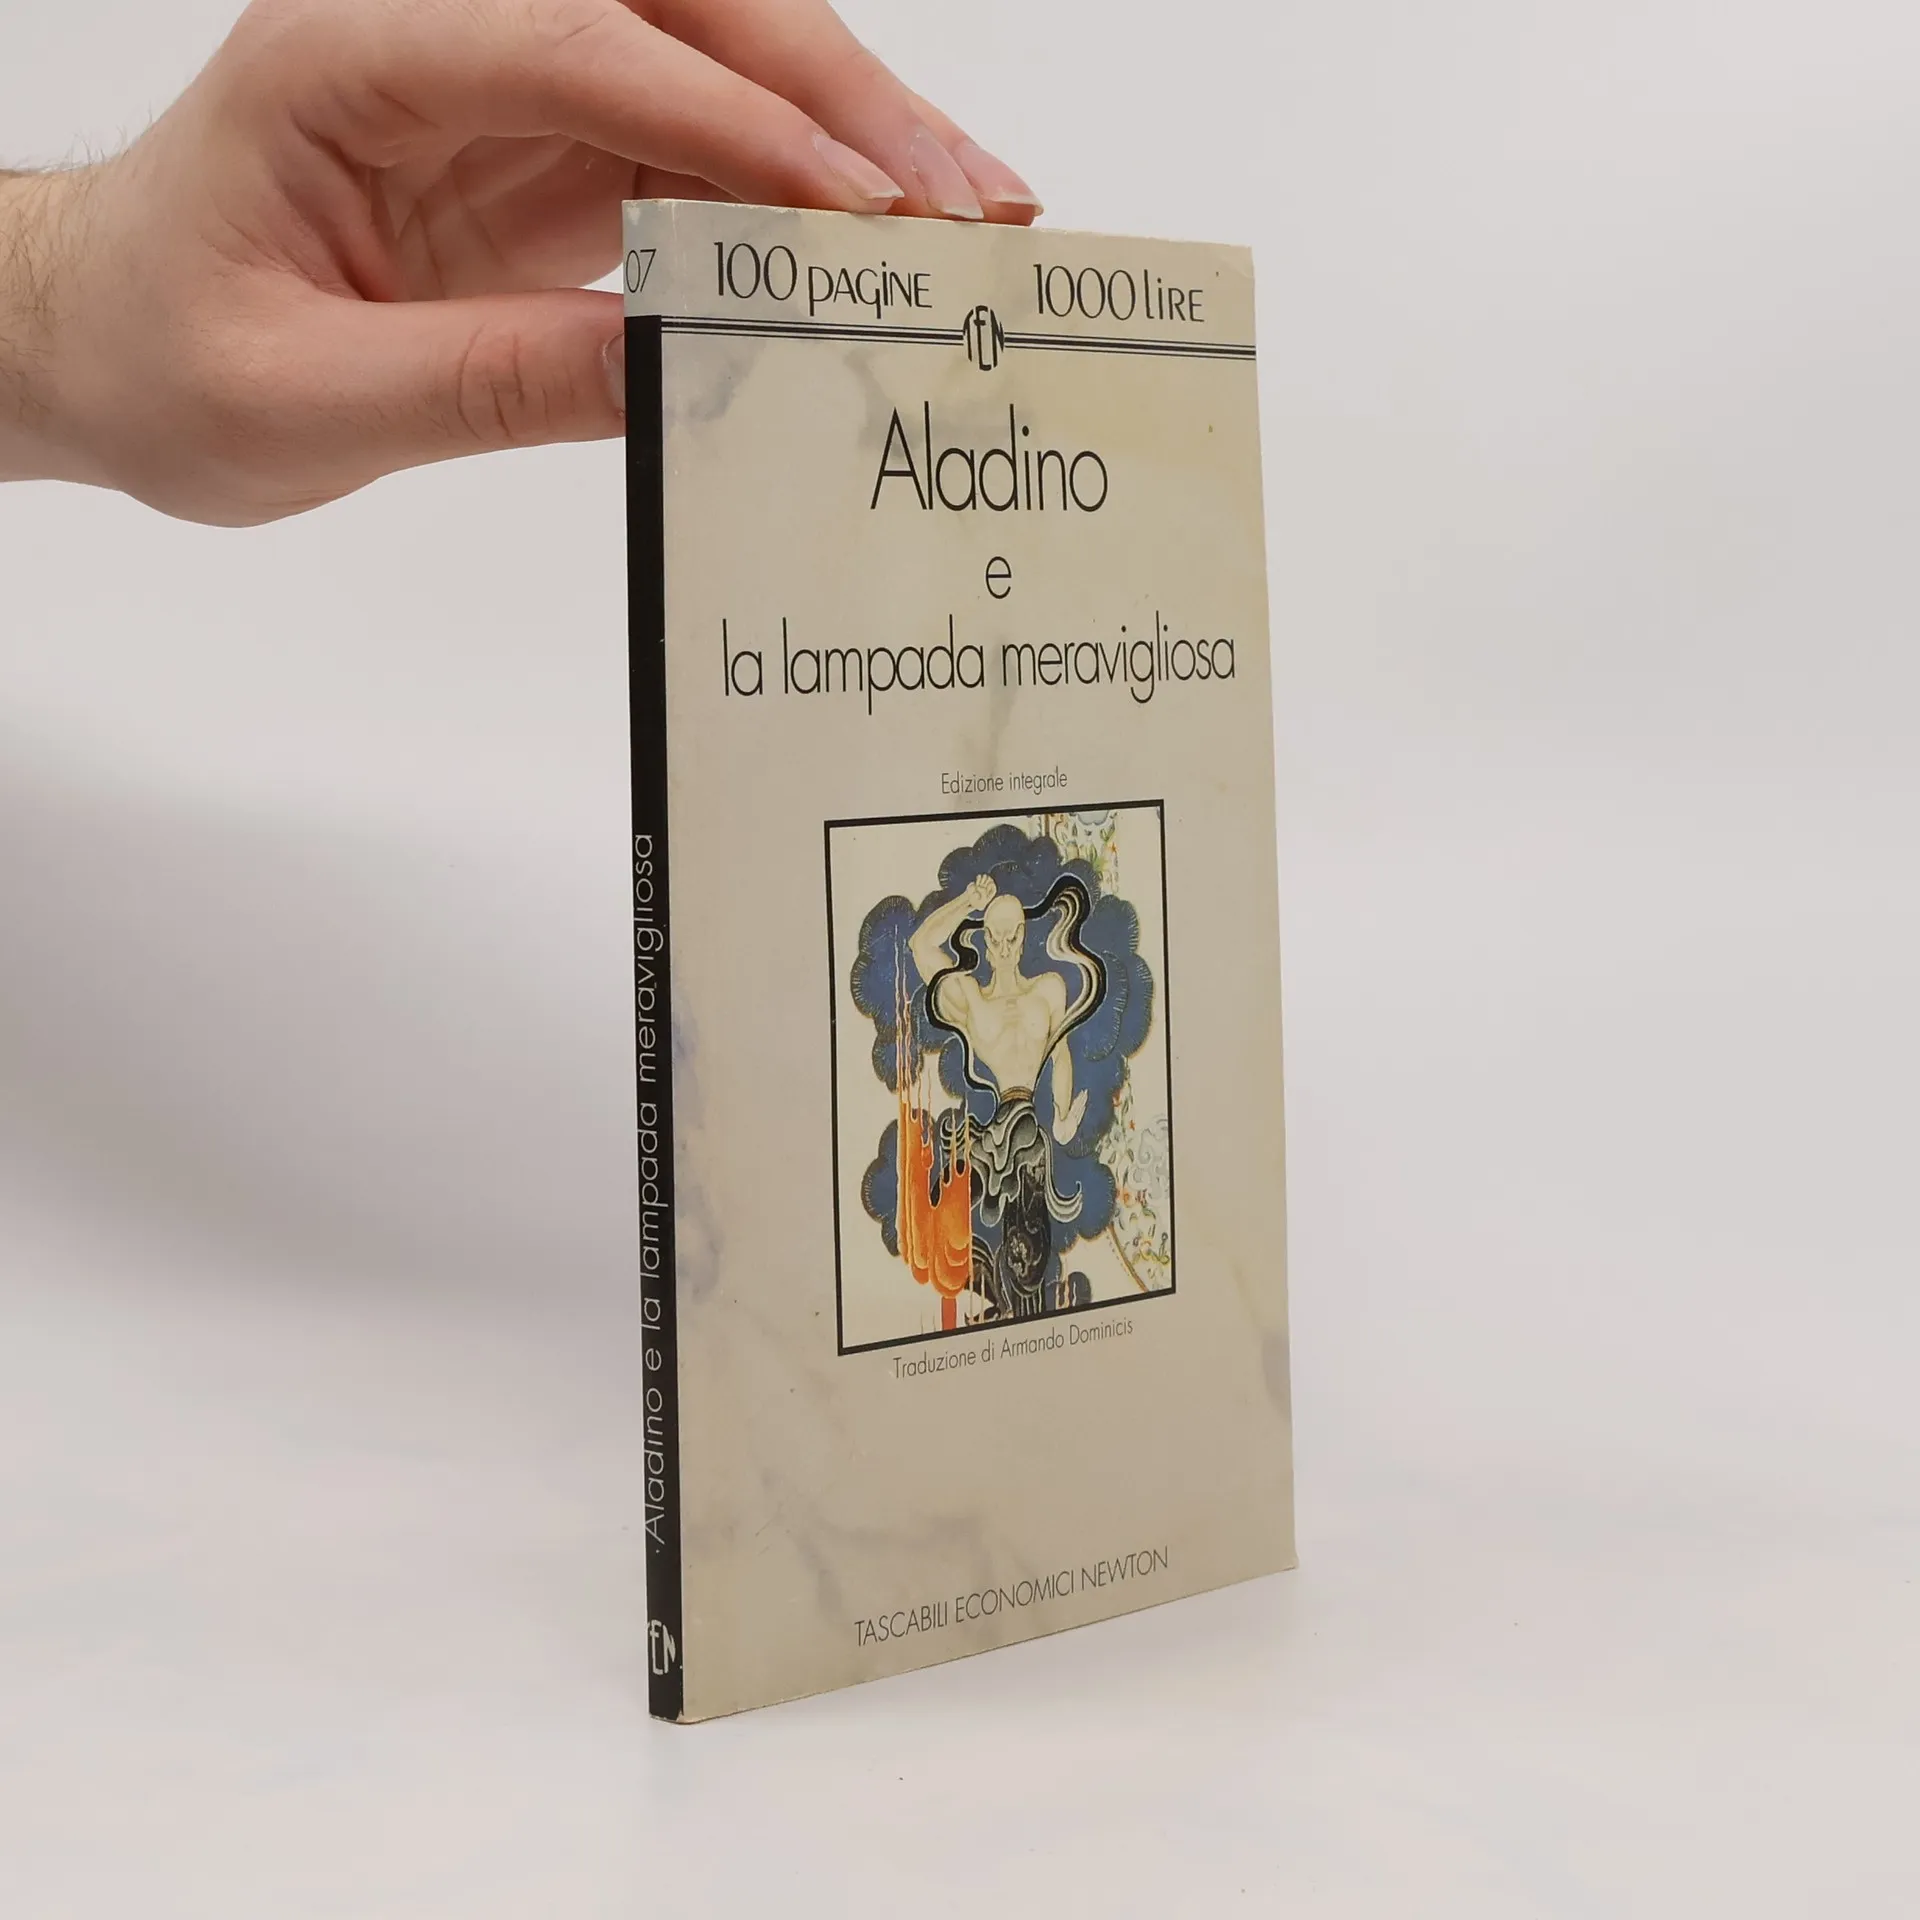 07
100 pagine
1000 lire
TEN
Aladino
e
la lampada meravigliosa
Edizione integrale
Traduzione di Armando Dominicis
TASCABILI ECONOMICI NEWTON
Aladino e la lampada meravigliosa
TEN